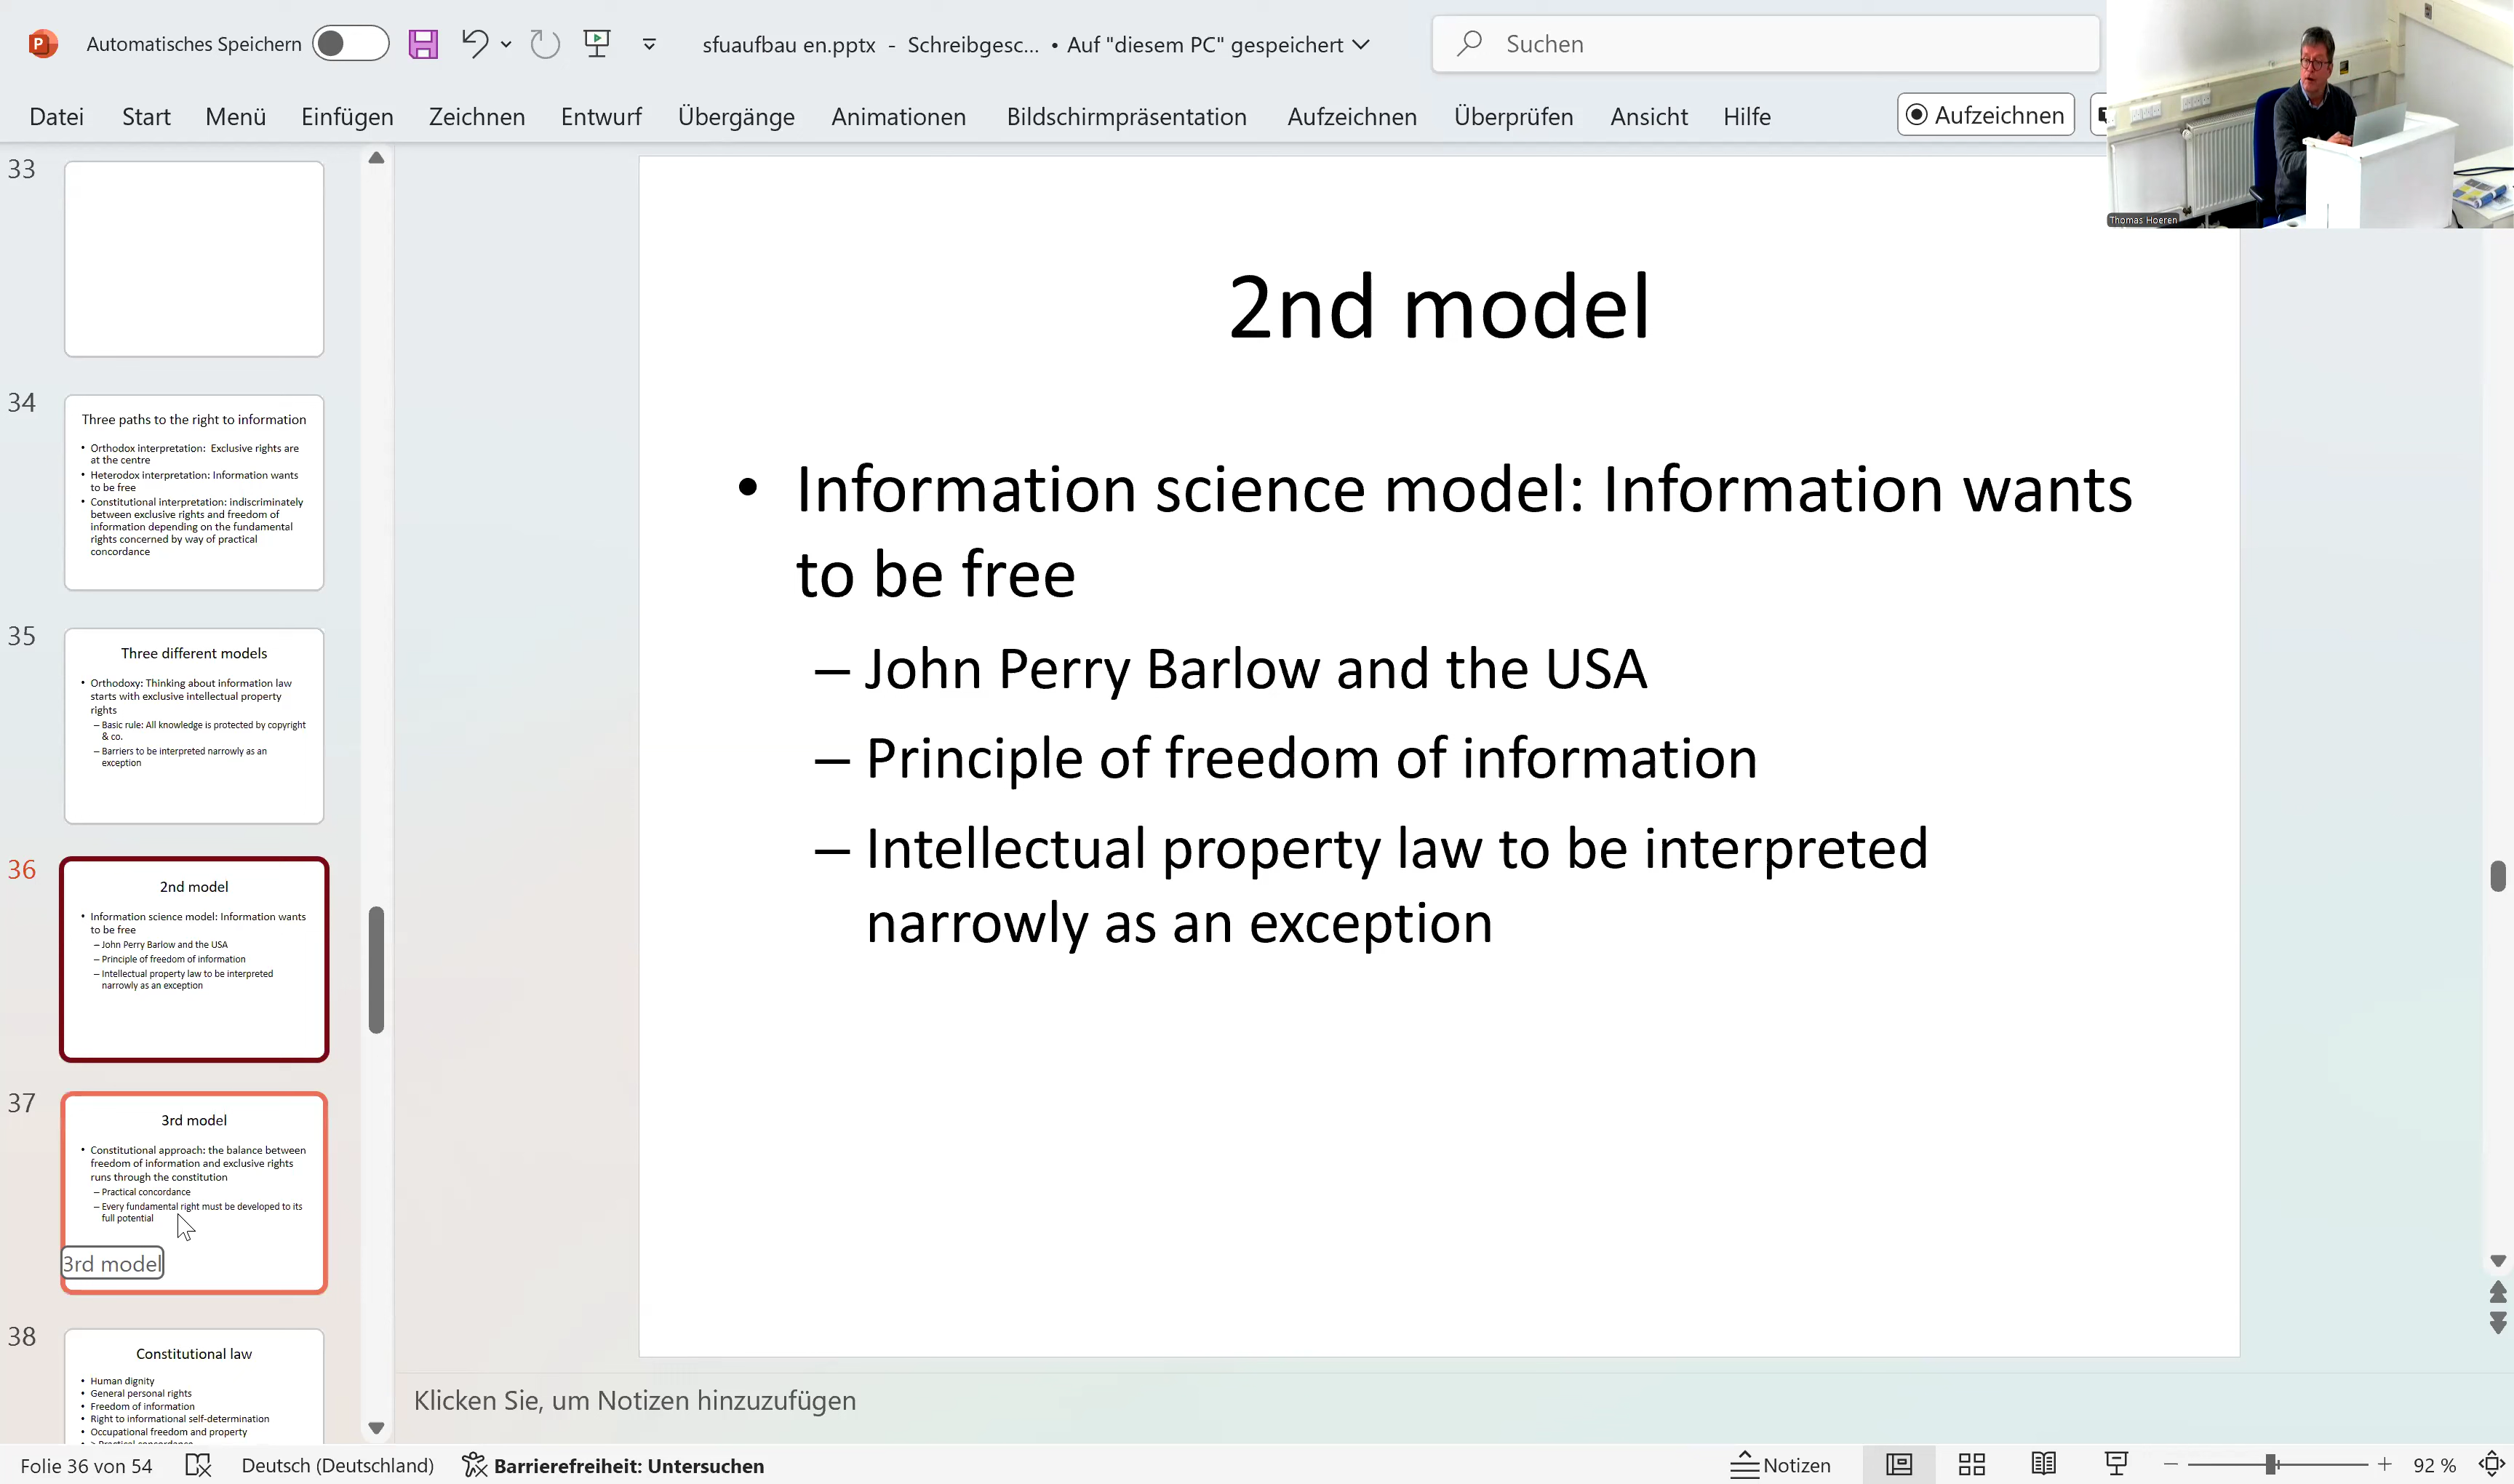 Automatisches Speichern
sfuaufbau en.pptx - Schreibgesc... • Auf "diesem PC" gespeichert
Suchen
Datei Start Menü Einfügen Zeichnen Entwurf Übergänge Animationen Bildschirmpräsentation Aufzeichnen Überprüfen Ansicht Hilfe
Aufzeichnen
Thomas Hoeren
33
34
Three paths to the right to information
• Orthodox interpretation: Exclusive rights are
at the centre
• Heterodox interpretation: Information wants
to be free
• Constitutional interpretation: indiscriminately
between exclusive rights and freedom of
information depending on the fundamental
rights concerned by way of practical
concordance
35
Three different models
• Orthodoxy: Thinking about information law
starts with exclusive intellectual property
rights
– Basic rule: All knowledge is protected by copyright
& co.
– Barriers to be interpreted narrowly as an
exception
36
2nd model
• Information science model: Information wants
to be free
– John Perry Barlow and the USA
– Principle of freedom of information
– Intellectual property law to be interpreted
narrowly as an exception
37
3rd model
• Constitutional approach: the balance between
freedom of information and exclusive rights
runs through the constitution
– Practical concordance
– Every fundamental right must be developed to its
full potential
3rd model
38
Constitutional law
• Human dignity
• General personal rights
• Freedom of information
• Right to informational self-determination
• Occupational freedom and property
2nd model
• Information science model: Information wants
to be free
– John Perry Barlow and the USA
– Principle of freedom of information
– Intellectual property law to be interpreted
narrowly as an exception
Klicken Sie, um Notizen hinzuzufügen
Folie 36 von 54 Deutsch (Deutschland) Barrierefreiheit: Untersuchen Notizen 92 %